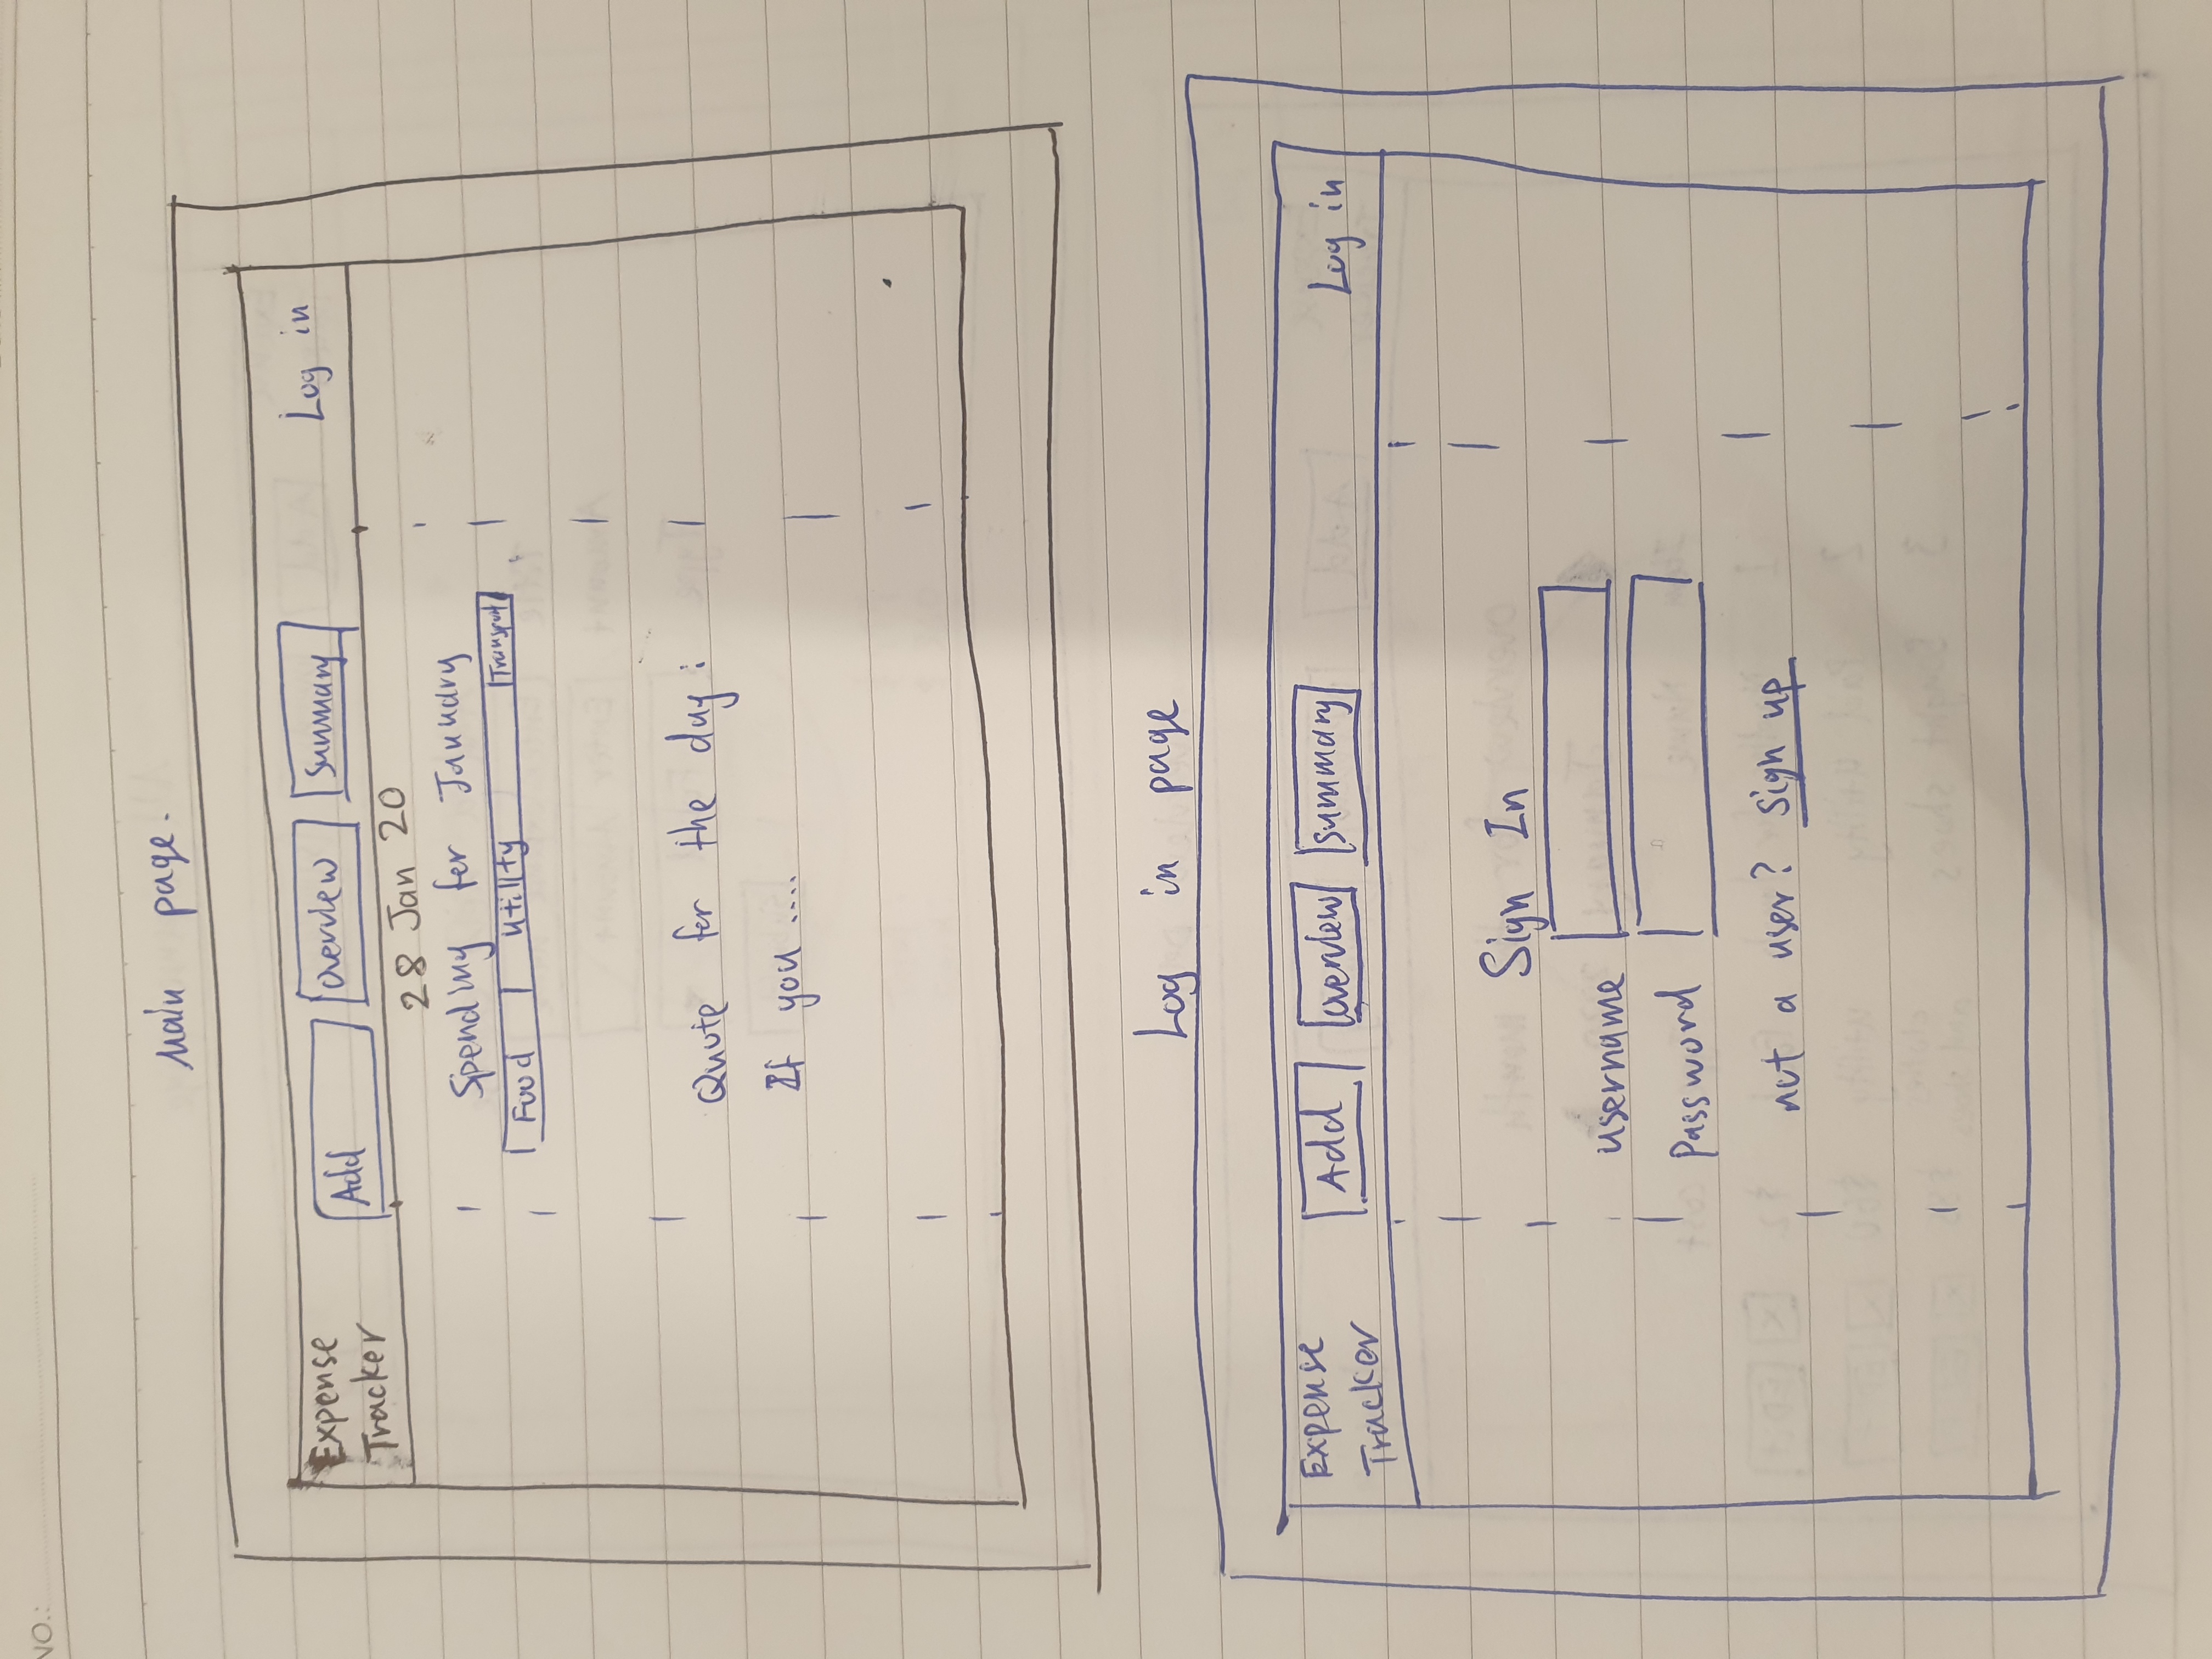 NO.:
Main page.
Expense
Tracker
Add
overview
Summary
Log in
28 Jan 20
Spending for January
Food
utility
Transport
Quote for the day:
If you ....
Log in page
Expense
Tracker
Add
overview
summary
Log in
Sign In
username
Password
not a user? Sign up